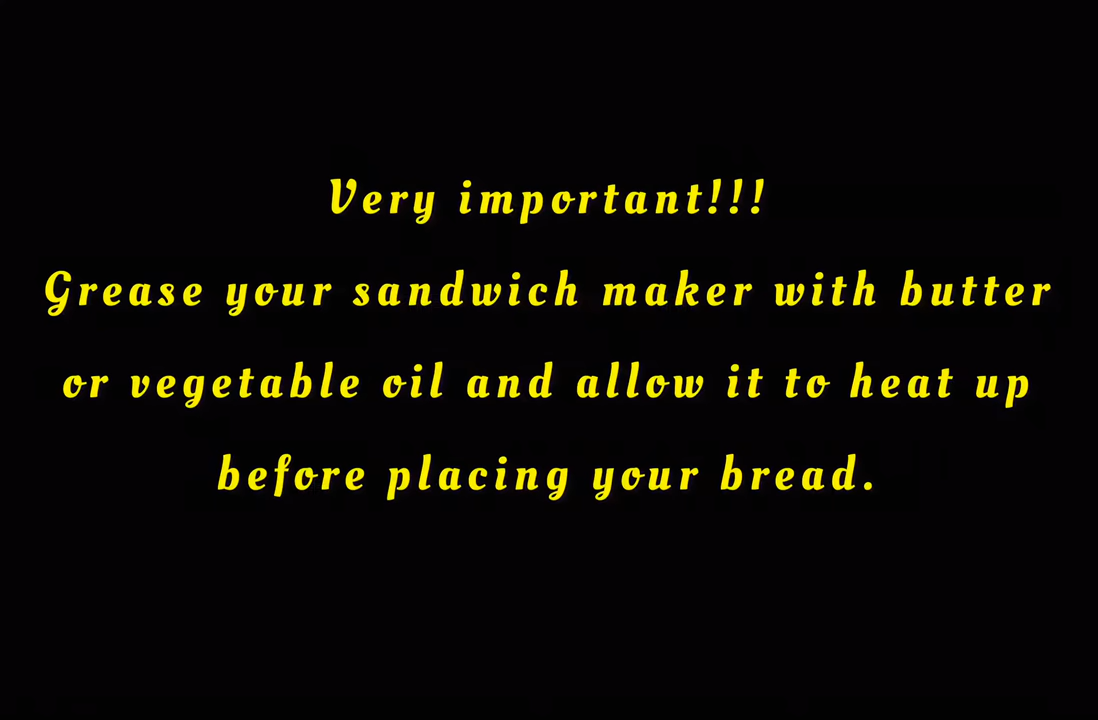 Very important!!!
Grease your sandwich maker with butter
or vegetable oil and allow it to heat up
before placing your bread.